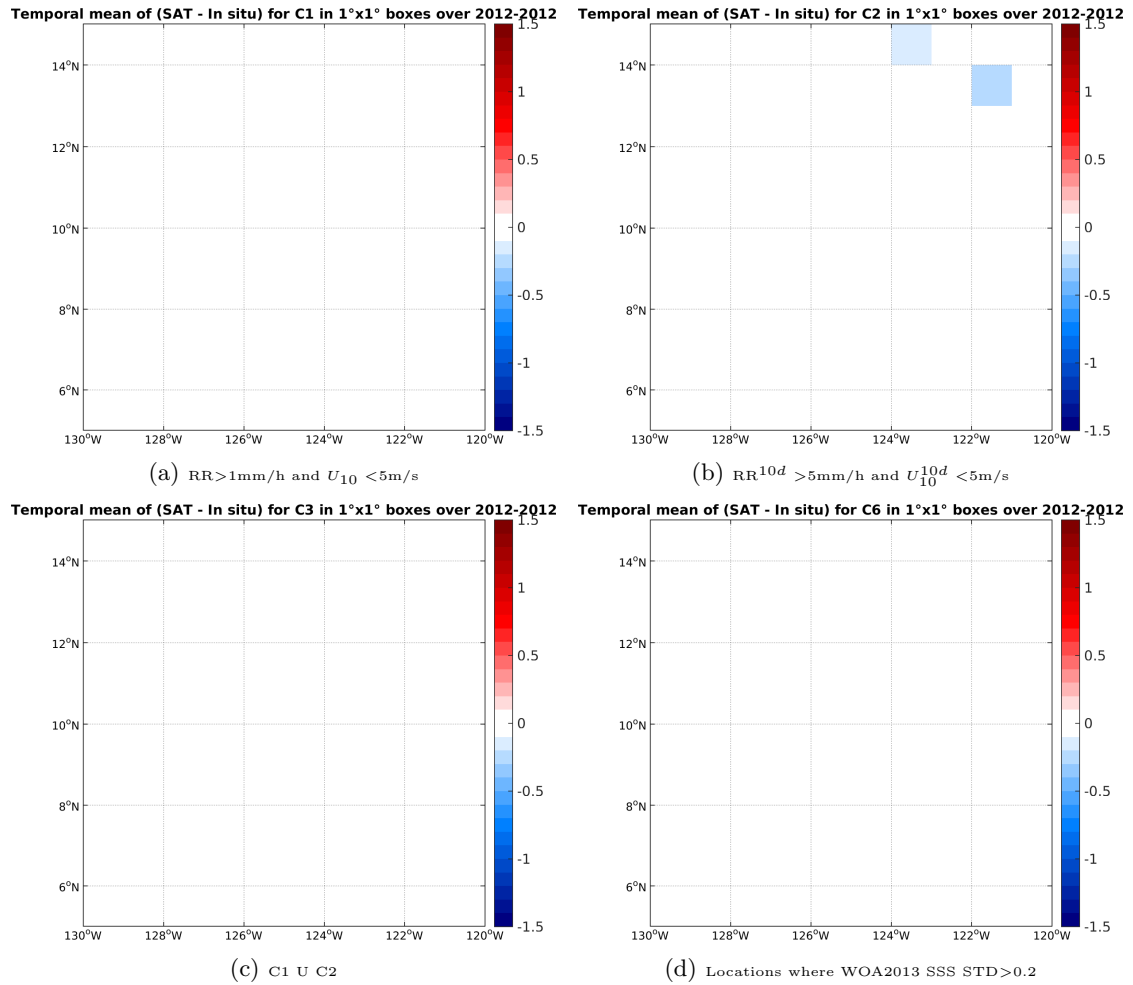 Temporal mean of (SAT - In situ) for C1 in 1°x1° boxes over 2012-2012
1.5
14°N
1
12°N
0.5
10°N
0
8°N
-0.5
-1
6°N
-1.5
130°W 128°W 126°W 124°W 122°W 120°W
(a) RR>1mm/h and U10 <5m/s
Temporal mean of (SAT - In situ) for C2 in 1°x1° boxes over 2012-2012
1.5
14°N
1
12°N
0.5
10°N
0
8°N
-0.5
-1
6°N
-1.5
130°W 128°W 126°W 124°W 122°W 120°W
(b) RR^10d >5mm/h and U10^10d <5m/s
Temporal mean of (SAT - In situ) for C3 in 1°x1° boxes over 2012-2012
1.5
14°N
1
12°N
0.5
10°N
0
8°N
-0.5
-1
6°N
-1.5
130°W 128°W 126°W 124°W 122°W 120°W
(c) C1 U C2
Temporal mean of (SAT - In situ) for C6 in 1°x1° boxes over 2012-2012
1.5
14°N
1
12°N
0.5
10°N
0
8°N
-0.5
-1
6°N
-1.5
130°W 128°W 126°W 124°W 122°W 120°W
(d) Locations where WOA2013 SSS STD>0.2